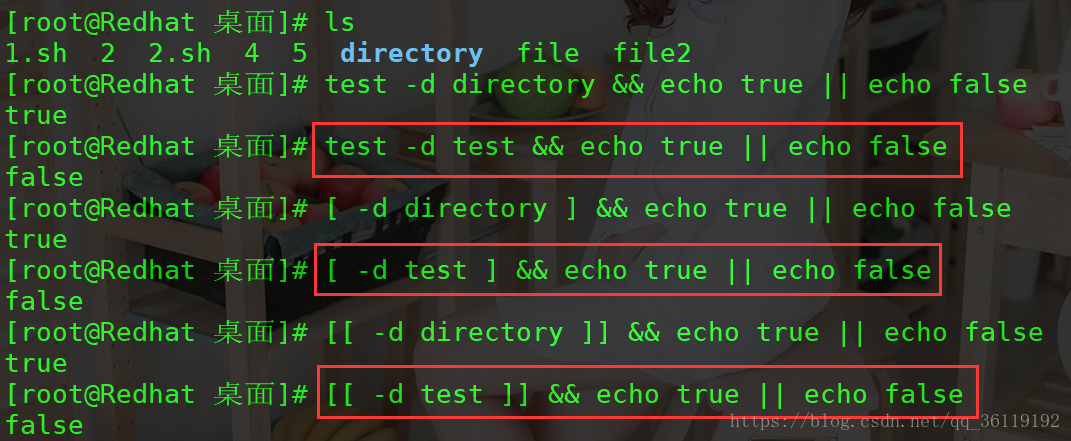 [root@Redhat 桌面]# ls
1.sh  2  2.sh  4  5  directory  file  file2
[root@Redhat 桌面]# test -d directory && echo true || echo false
true
[root@Redhat 桌面]# test -d test && echo true || echo false
false
[root@Redhat 桌面]# [ -d directory ] && echo true || echo false
true
[root@Redhat 桌面]# [ -d test ] && echo true || echo false
false
[root@Redhat 桌面]# [[ -d directory ]] && echo true || echo false
true
[root@Redhat 桌面]# [[ -d test ]] && echo true || echo false
false
https://blog.csdn.net/qq_36119192